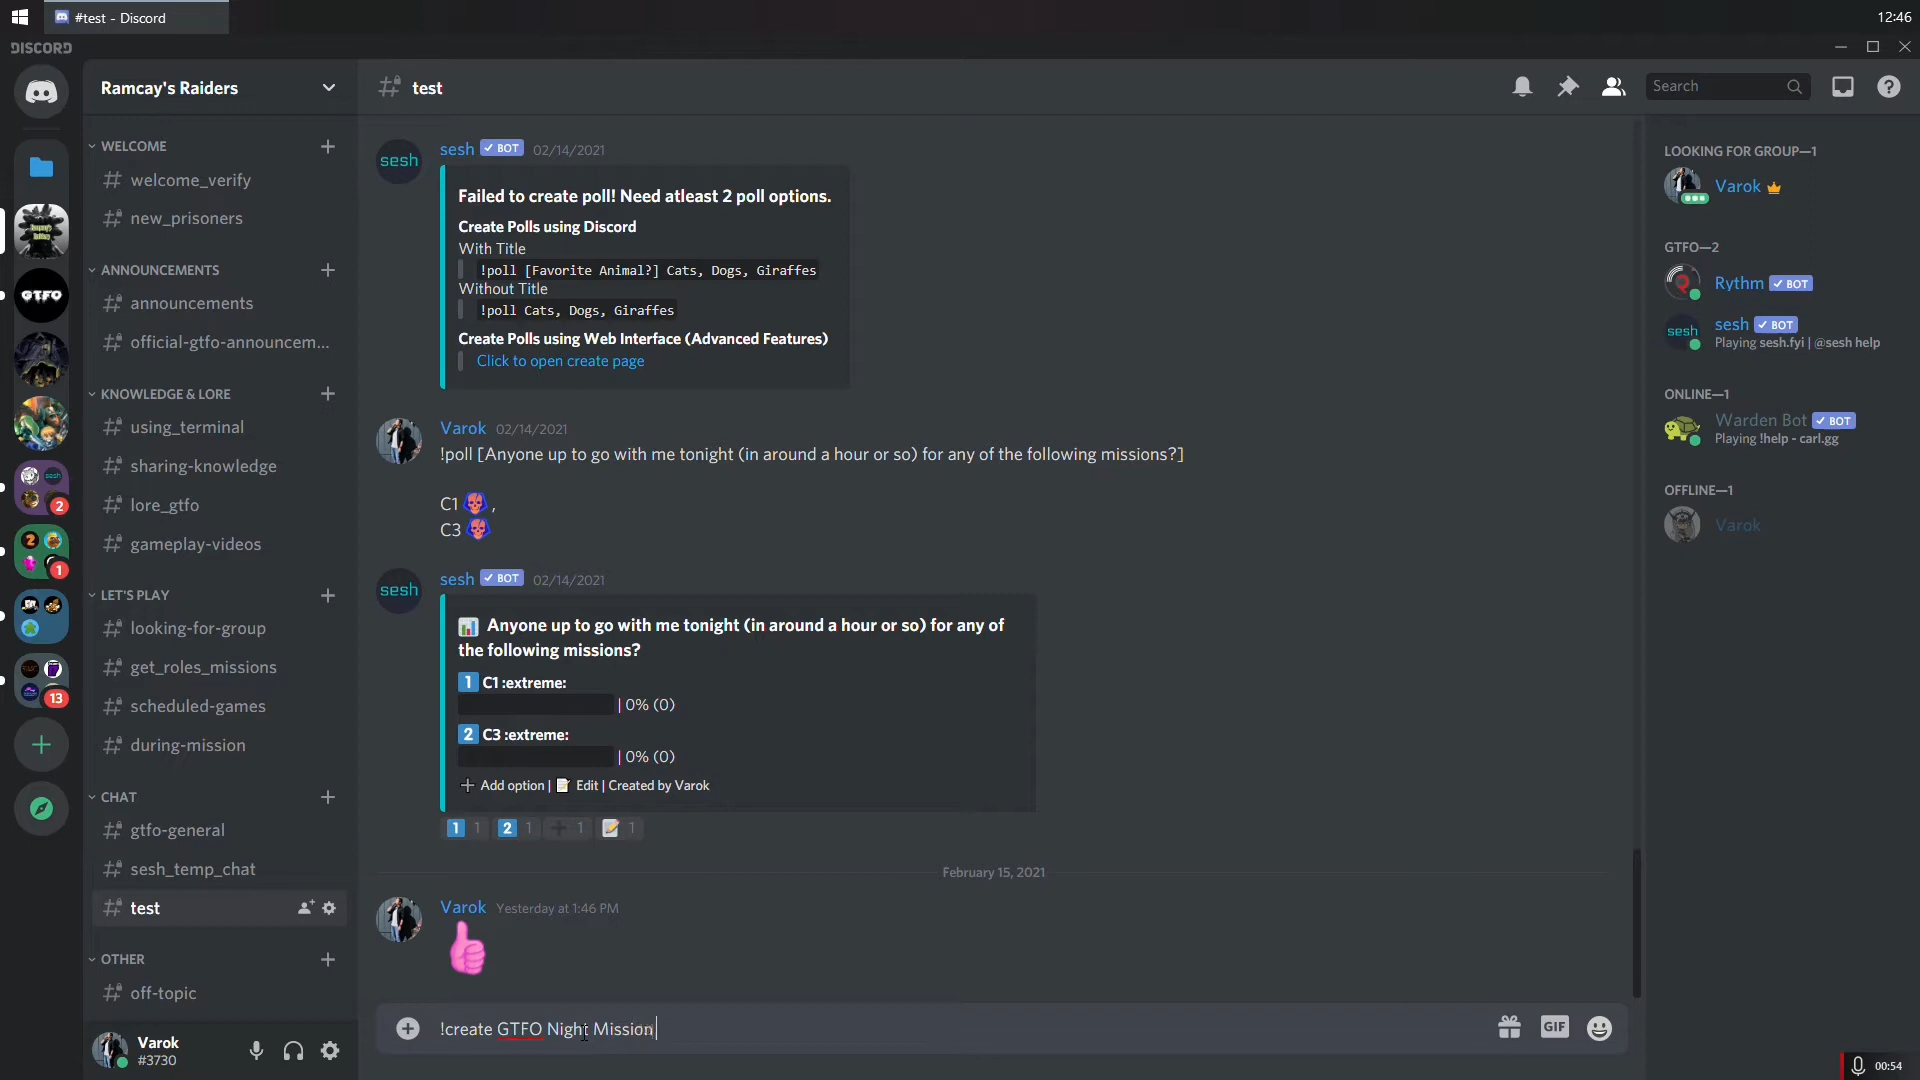 #test - Discord
12:46
DISCORD
Ramcay's Raiders
test
Search
WELCOME
welcome_verify
new_prisoners
ANNOUNCEMENTS
announcements
official-gtfo-announcem...
KNOWLEDGE & LORE
using_terminal
sharing-knowledge
lore_gtfo
gameplay-videos
LET'S PLAY
looking-for-group
get_roles_missions
scheduled-games
during-mission
CHAT
gtfo-general
sesh_temp_chat
test
OTHER
off-topic
Varok
#3730
GTFO
sesh
2
2
1
13
sesh
sesh BOT 02/14/2021
Failed to create poll! Need atleast 2 poll options.
Create Polls using Discord
With Title
!poll [Favorite Animal?] Cats, Dogs, Giraffes
Without Title
!poll Cats, Dogs, Giraffes
Create Polls using Web Interface (Advanced Features)
Click to open create page
Varok 02/14/2021
!poll [Anyone up to go with me tonight (in around a hour or so) for any of the following missions?]
C1 ,
C3
sesh
sesh BOT 02/14/2021
Anyone up to go with me tonight (in around a hour or so) for any of
the following missions?
1 C1 :extreme:
| 0% (0)
2 C3 :extreme:
| 0% (0)
Add option | Edit | Created by Varok
1 1 2 1 1 1
February 15, 2021
Varok Yesterday at 1:46 PM
!create GTFO Night Mission
GIF
LOOKING FOR GROUP—1
Varok
GTFO—2
Rythm BOT
sesh
sesh BOT
Playing sesh.fyi | @sesh help
ONLINE—1
Warden Bot BOT
Playing !help - carl.gg
OFFLINE—1
Varok
00:54